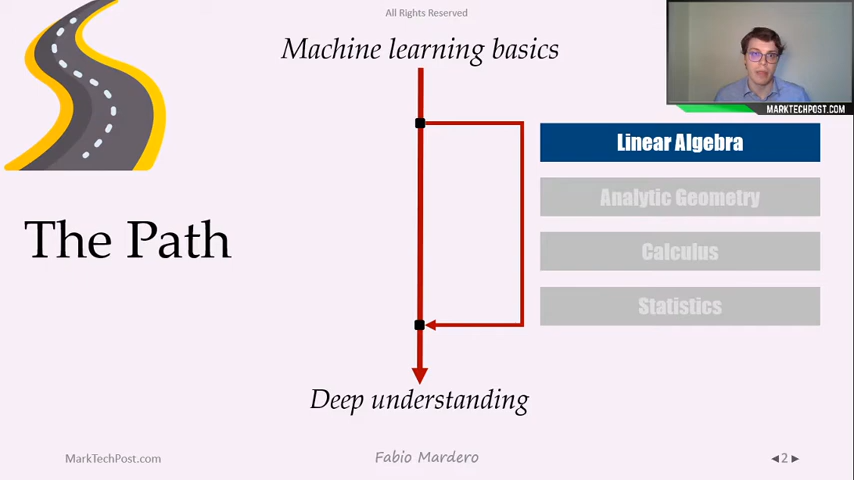 All Rights Reserved
Machine learning basics
MARKTECHPOST.COM
Linear Algebra
Analytic Geometry
The Path
Calculus
Statistics
Deep understanding
MarkTechPost.com
Fabio Mardero
◄2►